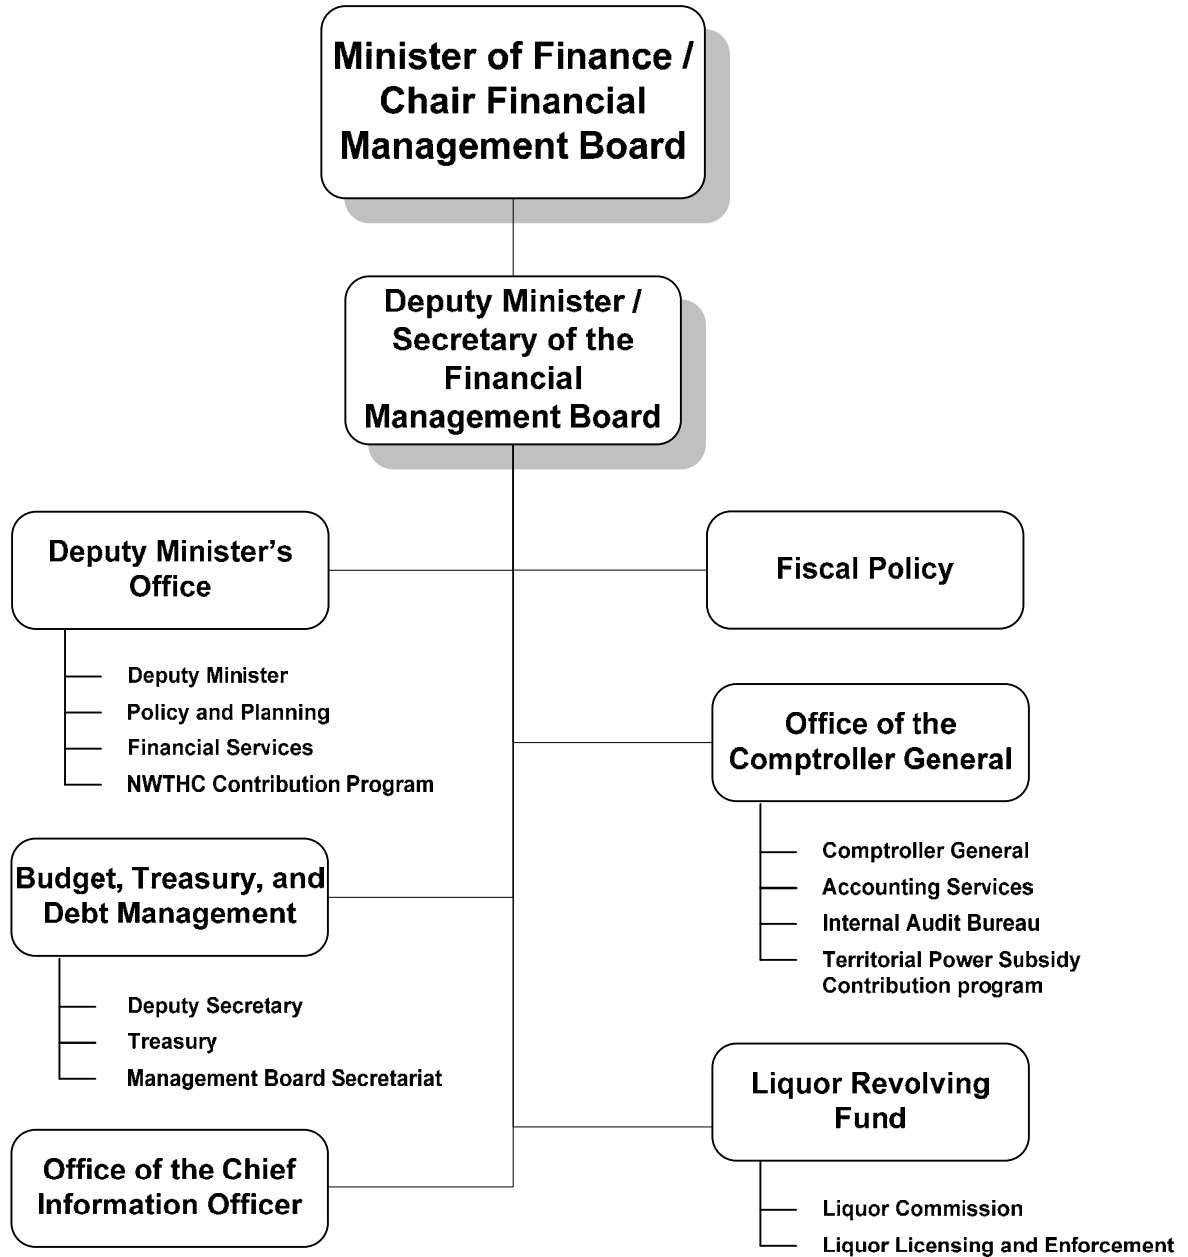 Minister of Finance /
Chair Financial
Management Board
Deputy Minister /
Secretary of the
Financial
Management Board
Deputy Minister’s
Office
Deputy Minister
Policy and Planning
Financial Services
NWTHC Contribution Program
Budget, Treasury, and
Debt Management
Deputy Secretary
Treasury
Management Board Secretariat
Office of the Chief
Information Officer
Fiscal Policy
Office of the
Comptroller General
Comptroller General
Accounting Services
Internal Audit Bureau
Territorial Power Subsidy
Contribution program
Liquor Revolving
Fund
Liquor Commission
Liquor Licensing and Enforcement